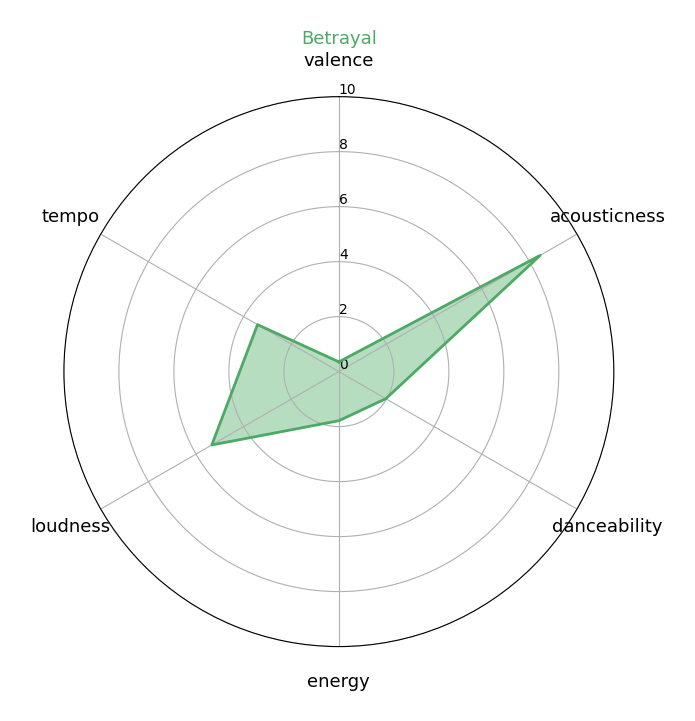 Betrayal
valence
10
8
tempo
6
acousticness
4
2
0
loudness
danceability
energy